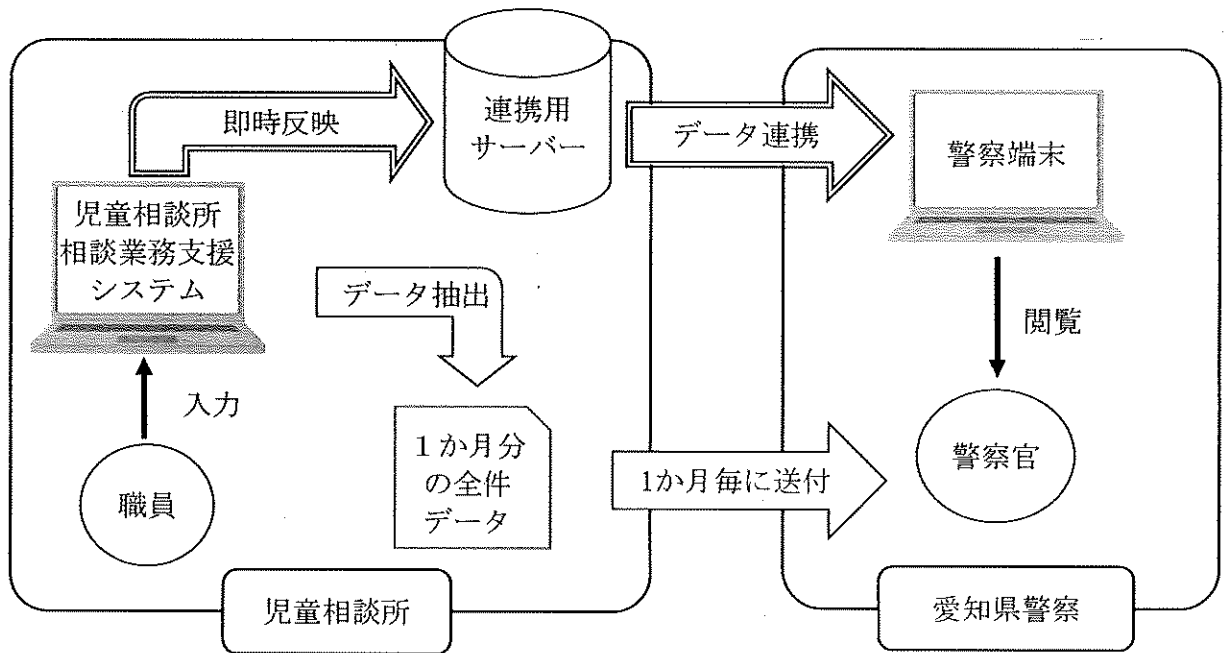 連携用
サーバー
即時反映
データ連携
警察端末
児童相談所
相談業務支援
システム
データ抽出
閲覧
入力
1か月分
の全件
データ
1か月毎に送付
警察官
職員
児童相談所
愛知県警察